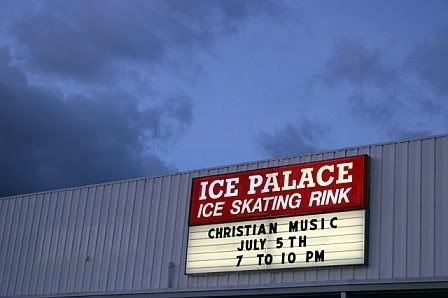 ICE PALACE
ICE SKATING RINK
CHRISTIAN MUSIC
JULY 5TH
7 TO 10 PM